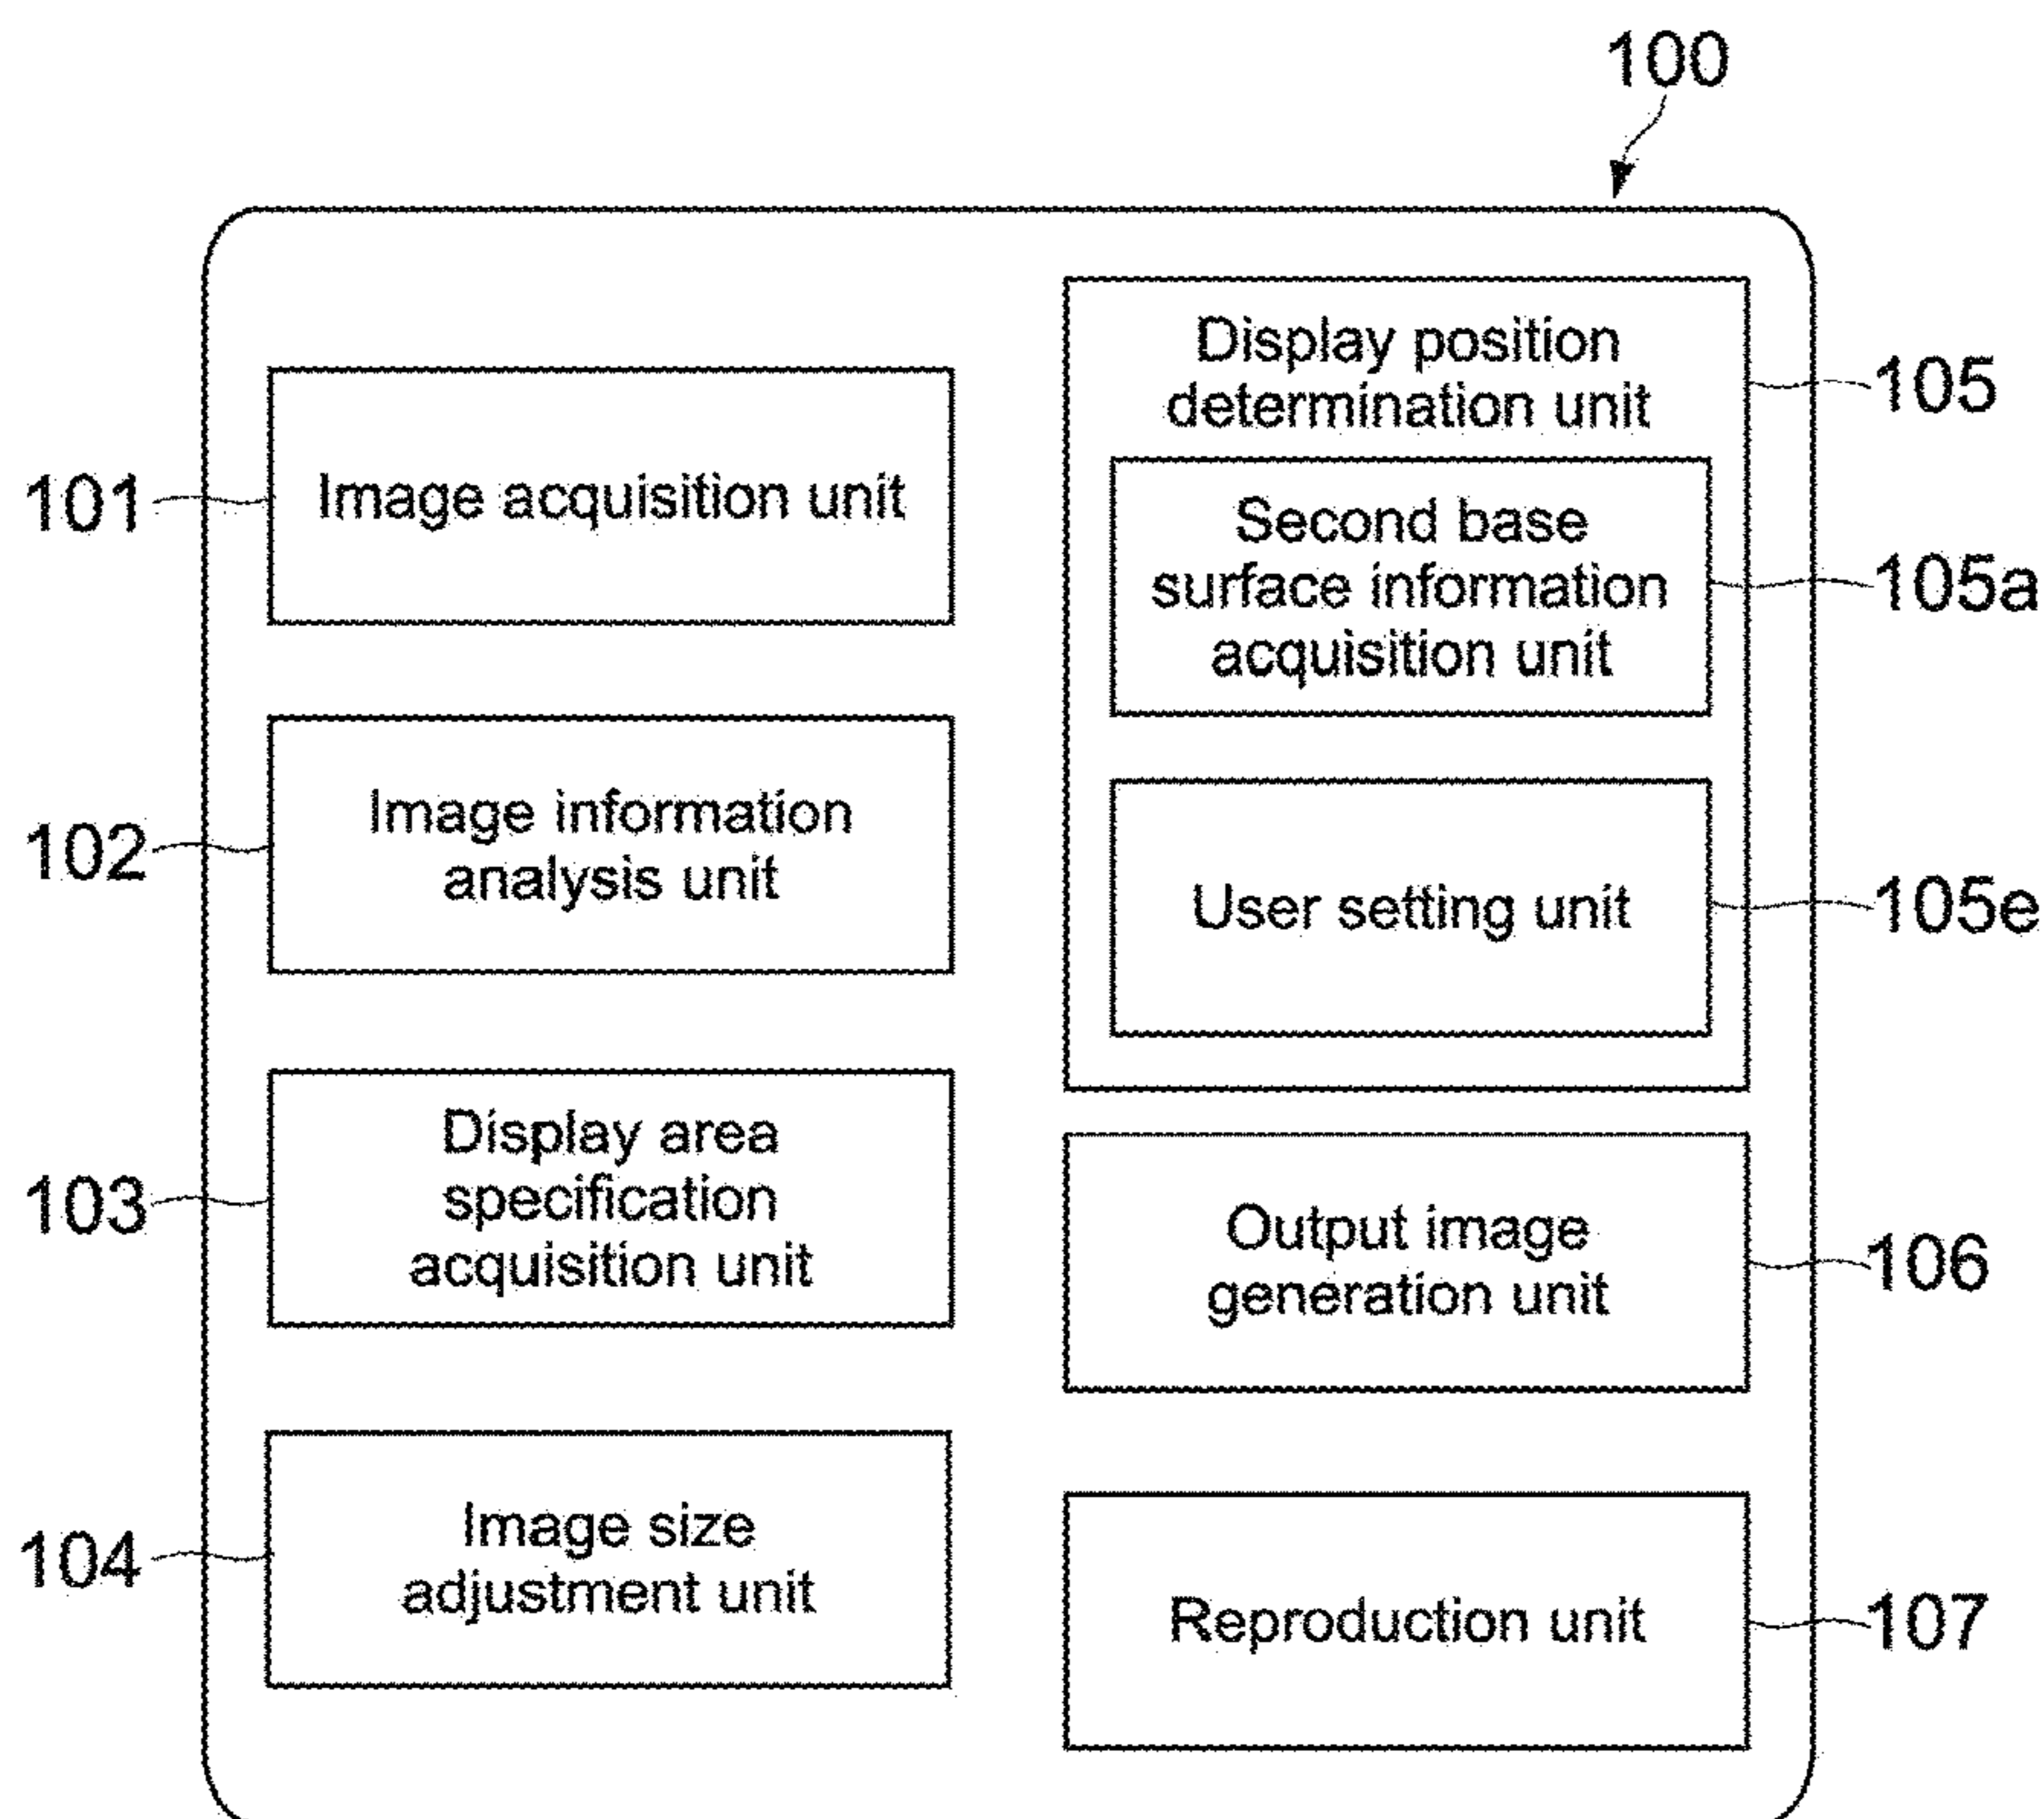 100
101
Image acquisition unit
102
Image information
analysis unit
103
Display area
specification
acquisition unit
104
Image size
adjustment unit
Display position
determination unit
105
Second base
surface information
acquisition unit
105a
User setting unit
105e
Output image
generation unit
106
Reproduction unit
107